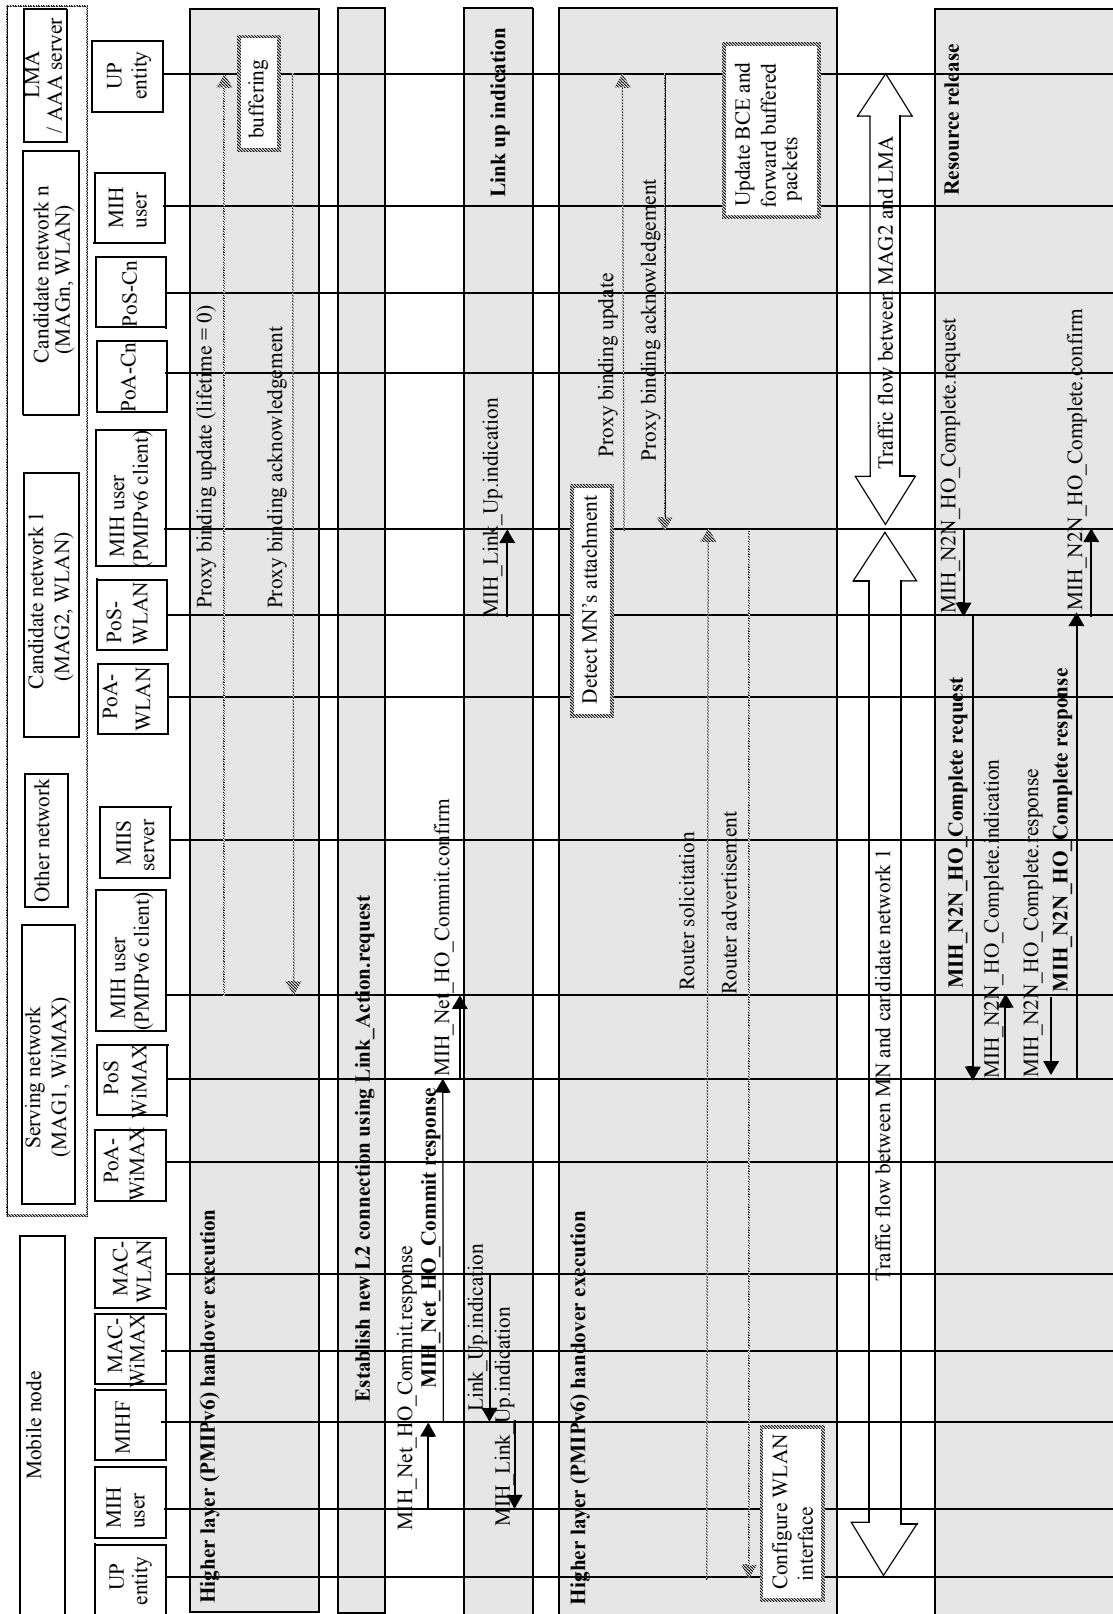 Mobile node
Serving network
(MAG1, WiMAX)
Other network
Candidate network 1
(MAG2, WLAN)
Candidate network n
(MAGn, WLAN)
LMA
/ AAA server
UP
entity
MIH
user
MIHF
MAC-
WiMAX
MAC-
WLAN
PoA-
WiMAX
PoS
WiMAX
MIH user
(PMIPv6 client)
MIIS
server
PoA-
WLAN
PoS-
WLAN
MIH user
(PMIPv6 client)
PoA-Cn
PoS-Cn
MIH
user
UP
entity
Higher layer (PMIPv6) handover execution
Proxy binding update (lifetime = 0)
buffering
Proxy binding acknowledgement
Establish new L2 connection using Link_Action.request
MIH_Net_HO_Commit.response
MIH_Net_HO_Commit response
MIH_Net_HO_Commit.confirm
Link up indication
Link_Up.indication
MIH_Link_Up.indication
MIH_Link_Up.indication
Higher layer (PMIPv6) handover execution
Detect MN's attachment
Proxy binding update
Proxy binding acknowledgement
Router solicitation
Router advertisement
Update BCE and
forward buffered
packets
Configure WLAN
interface
Traffic flow between MN and candidate network 1
Traffic flow between MAG2 and LMA
Resource release
MIH_N2N_HO_Complete.request
MIH_N2N_HO_Complete request
MIH_N2N_HO_Complete.indication
MIH_N2N_HO_Complete.response
MIH_N2N_HO_Complete response
MIH_N2N_HO_Complete.confirm